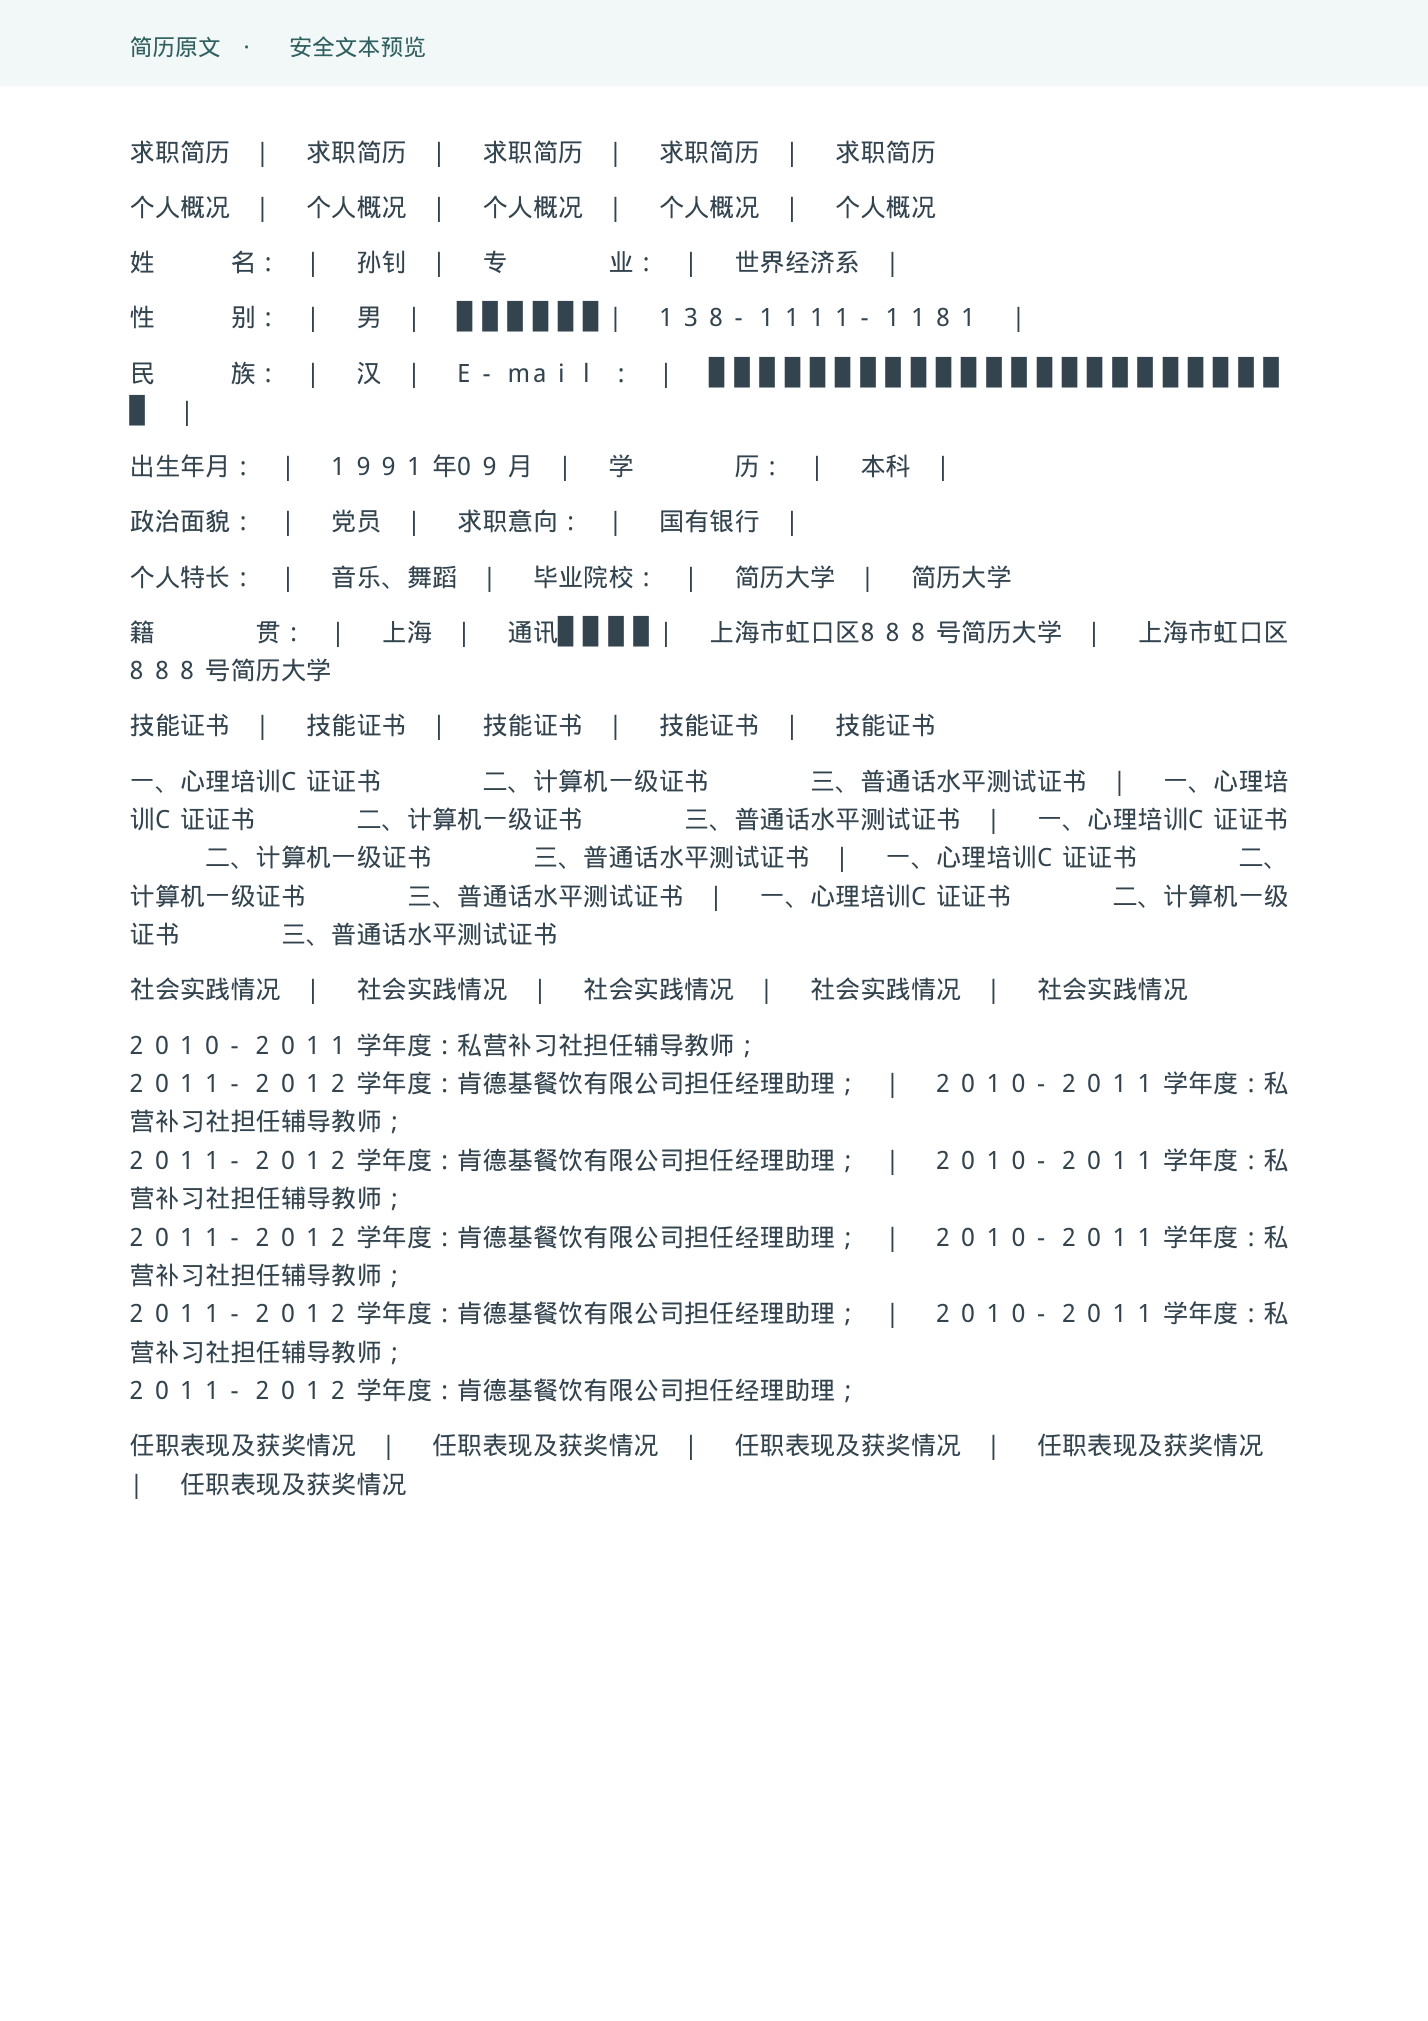 简历原文 · 安全文本预览
求职简历 | 求职简历 | 求职简历 | 求职简历 | 求职简历
个人概况 | 个人概况 | 个人概况 | 个人概况 | 个人概况
姓 名： | 孙钊 | 专 业： | 世界经济系 |
性 别： | 男 | ██████ | 138-1111-1181 |
民 族： | 汉 | E-mail： | ███████████████████████
█ |
出生年月： | 1991年09月 | 学 历： | 本科 |
政治面貌： | 党员 | 求职意向： | 国有银行 |
个人特长： | 音乐、舞蹈 | 毕业院校： | 简历大学 | 简历大学
籍 贯： | 上海 | 通讯████ | 上海市虹口区888号简历大学 | 上海市虹口区
888号简历大学
技能证书 | 技能证书 | 技能证书 | 技能证书 | 技能证书
一、心理培训C证证书 二、计算机一级证书 三、普通话水平测试证书 | 一、心理培
训C证证书 二、计算机一级证书 三、普通话水平测试证书 | 一、心理培训C证证书
二、计算机一级证书 三、普通话水平测试证书 | 一、心理培训C证证书 二、
计算机一级证书 三、普通话水平测试证书 | 一、心理培训C证证书 二、计算机一级
证书 三、普通话水平测试证书
社会实践情况 | 社会实践情况 | 社会实践情况 | 社会实践情况 | 社会实践情况
2010-2011学年度：私营补习社担任辅导教师；
2011-2012学年度：肯德基餐饮有限公司担任经理助理； | 2010-2011学年度：私
营补习社担任辅导教师；
2011-2012学年度：肯德基餐饮有限公司担任经理助理； | 2010-2011学年度：私
营补习社担任辅导教师；
2011-2012学年度：肯德基餐饮有限公司担任经理助理； | 2010-2011学年度：私
营补习社担任辅导教师；
2011-2012学年度：肯德基餐饮有限公司担任经理助理； | 2010-2011学年度：私
营补习社担任辅导教师；
2011-2012学年度：肯德基餐饮有限公司担任经理助理；
任职表现及获奖情况 | 任职表现及获奖情况 | 任职表现及获奖情况 | 任职表现及获奖情况
| 任职表现及获奖情况